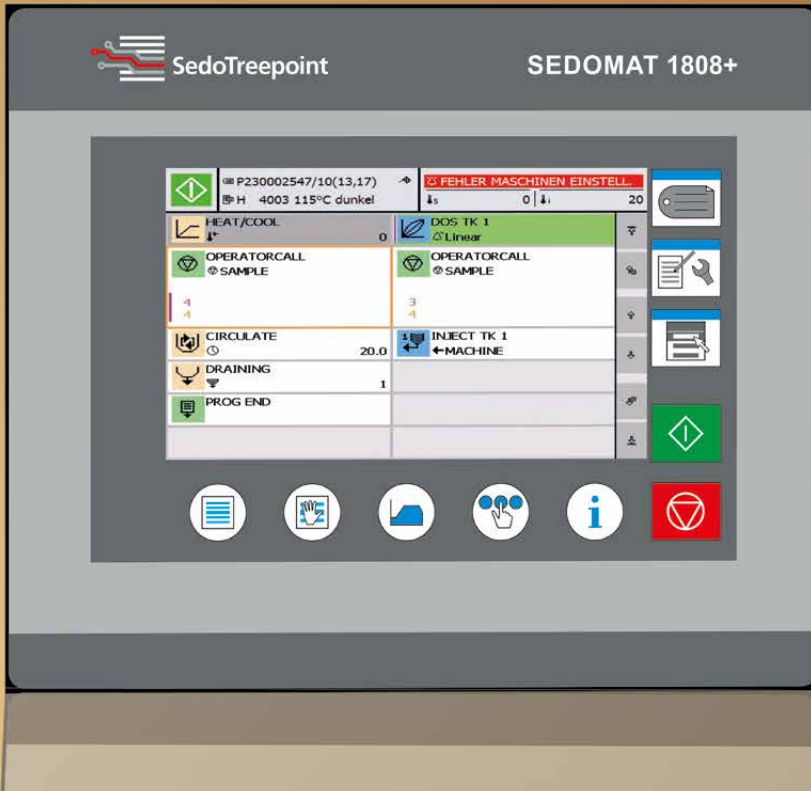 SedoTreepoint
SEDOMAT 1808+
P230002547/10(13,17)
FEHLER MASCHINEN EINSTELL.
H 4003 115°C dunkel
s 0 i 20
HEAT/COOL
0
DOS TK 1
Linear
OPERATORCALL
SAMPLE
4
4
OPERATORCALL
SAMPLE
3
4
CIRCULATE
20.0
INJECT TK 1
MACHINE
DRAINING
1
PROG END